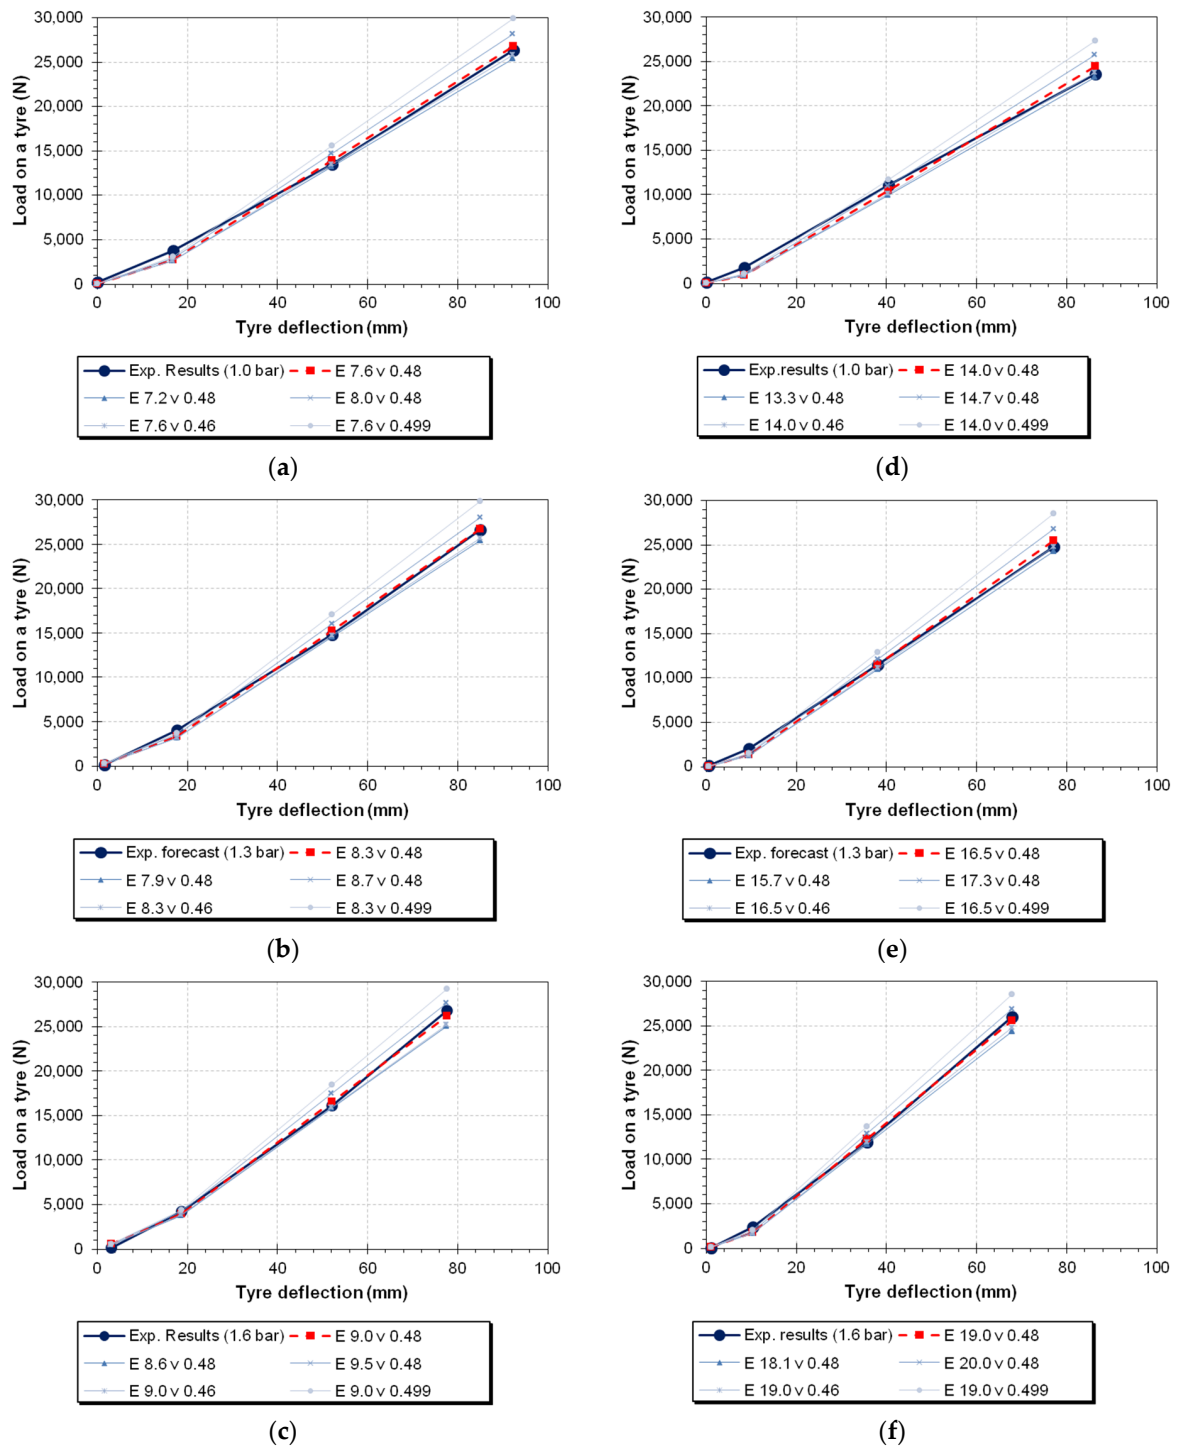 30,000
25,000
20,000
15,000
10,000
5,000
0
Load on a tyre (N)
0 20 40 60 80 100
Tyre deflection (mm)
Exp. Results (1.0 bar) E 7.6 v 0.48
E 7.2 v 0.48 E 8.0 v 0.48
E 7.6 v 0.46 E 7.6 v 0.499
(a)
30,000
25,000
20,000
15,000
10,000
5,000
0
Load on a tyre (N)
0 20 40 60 80 100
Tyre deflection (mm)
Exp.results (1.0 bar) E 14.0 v 0.48
E 13.3 v 0.48 E 14.7 v 0.48
E 14.0 v 0.46 E 14.0 v 0.499
(d)
30,000
25,000
20,000
15,000
10,000
5,000
0
Load on a tyre (N)
0 20 40 60 80 100
Tyre deflection (mm)
Exp. forecast (1.3 bar) E 8.3 v 0.48
E 7.9 v 0.48 E 8.7 v 0.48
E 8.3 v 0.46 E 8.3 v 0.499
(b)
30,000
25,000
20,000
15,000
10,000
5,000
0
Load on a tyre (N)
0 20 40 60 80 100
Tyre deflection (mm)
Exp. forecast (1.3 bar) E 16.5 v 0.48
E 15.7 v 0.48 E 17.3 v 0.48
E 16.5 v 0.46 E 16.5 v 0.499
(e)
30,000
25,000
20,000
15,000
10,000
5,000
0
Load on a tyre (N)
0 20 40 60 80 100
Tyre deflection (mm)
Exp. Results (1.6 bar) E 9.0 v 0.48
E 8.6 v 0.48 E 9.5 v 0.48
E 9.0 v 0.46 E 9.0 v 0.499
(c)
30,000
25,000
20,000
15,000
10,000
5,000
0
Load on a tyre (N)
0 20 40 60 80 100
Tyre deflection (mm)
Exp. results (1.6 bar) E 19.0 v 0.48
E 18.1 v 0.48 E 20.0 v 0.48
E 19.0 v 0.46 E 19.0 v 0.499
(f)